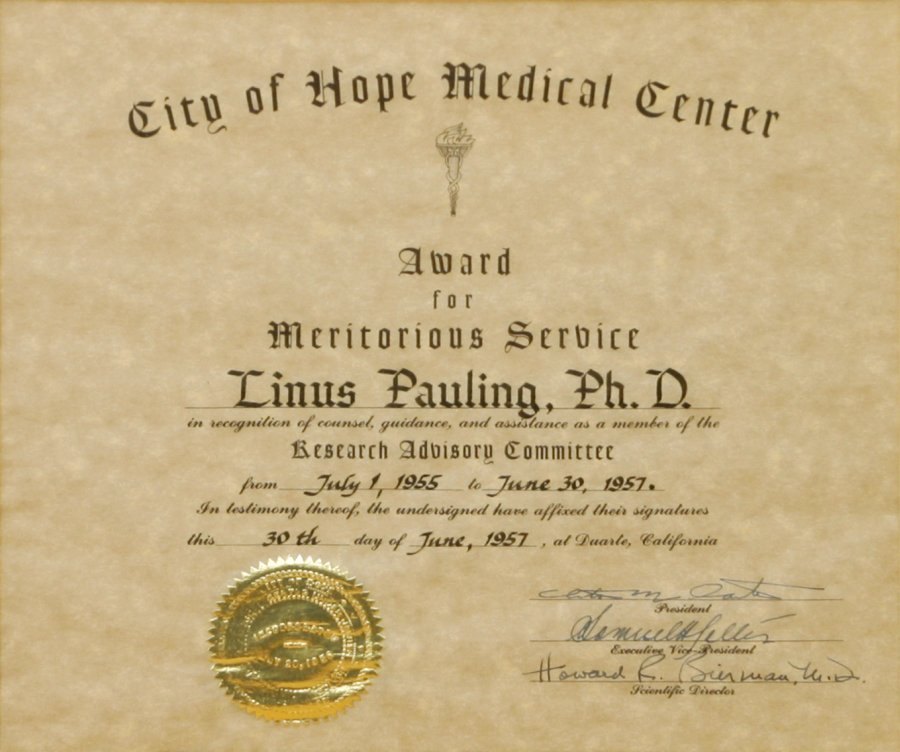 City of Hope Medical Center
Award
for
Meritorious Service
Linus Pauling, Ph.D.
in recognition of counsel, guidance, and assistance as a member of the
Research Advisory Committee
from July 1, 1955 to June 30, 1957.
In testimony thereof, the undersigned have affixed their signatures
this 30th day of June, 1957, at Duarte, California
President
Samuel H Golter
Executive Vice-President
Howard R. Bierman, M.D.
Scientific Director
INCORPORATED